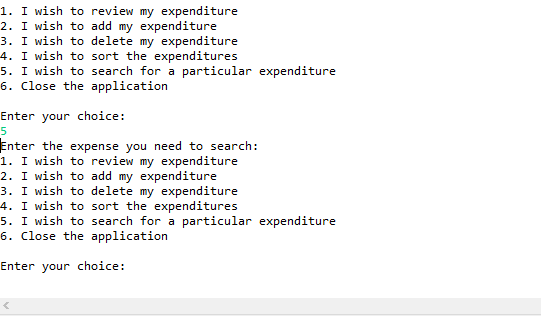 1. I wish to review my expenditure
2. I wish to add my expenditure
3. I wish to delete my expenditure
4. I wish to sort the expenditures
5. I wish to search for a particular expenditure
6. Close the application
Enter your choice:
5
Enter the expense you need to search:
1. I wish to review my expenditure
2. I wish to add my expenditure
3. I wish to delete my expenditure
4. I wish to sort the expenditures
5. I wish to search for a particular expenditure
6. Close the application
Enter your choice: